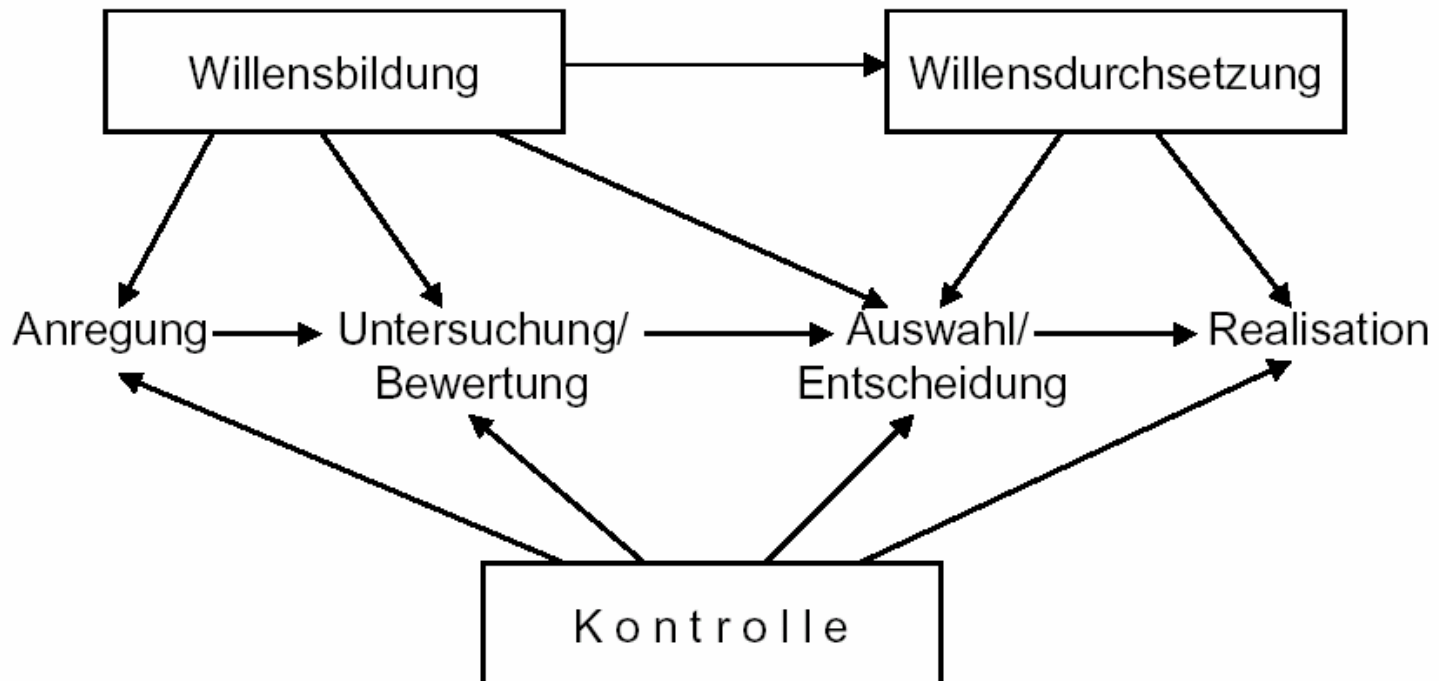 Willensbildung
Willensdurchsetzung
Anregung
Untersuchung/
Bewertung
Auswahl/
Entscheidung
Realisation
Kontrolle